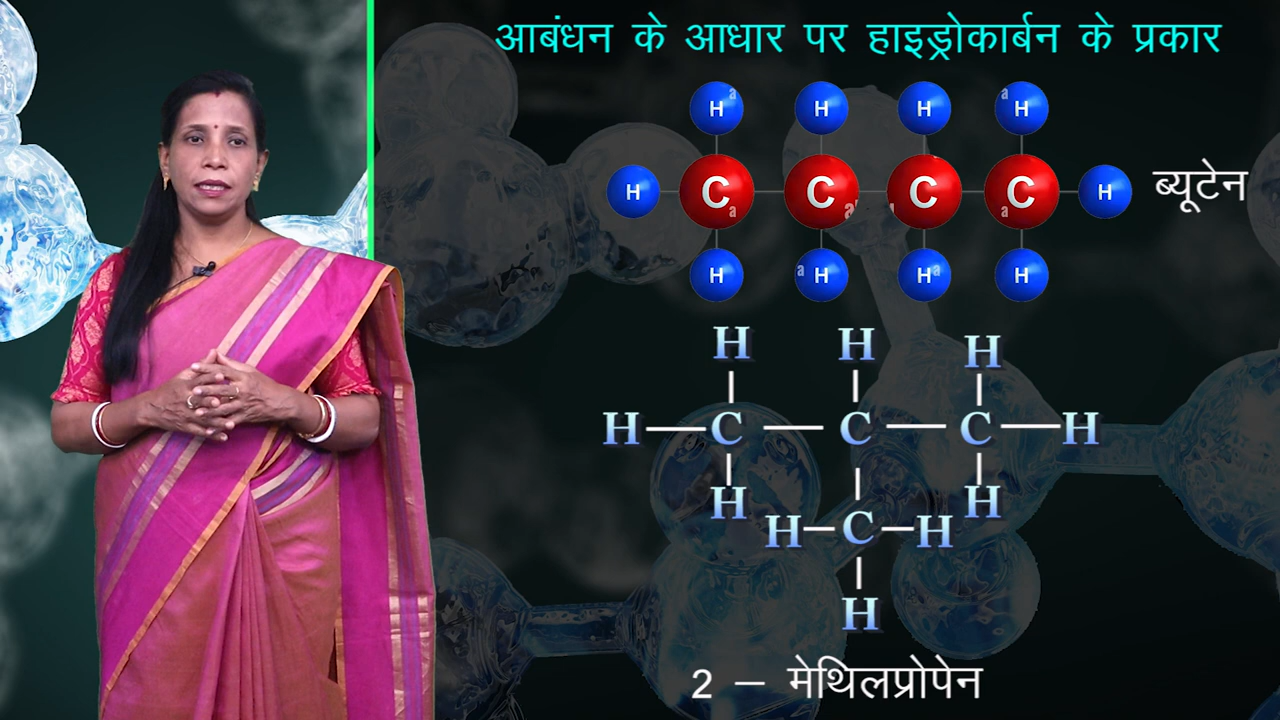 आबंधन के आधार पर हाइड्रोकार्बन के प्रकार
H H H H
H C C C C H ब्यूटेन
H H H H
H H H
H C C C H
H H
H C H
H
2 – मेथिलप्रोपेन